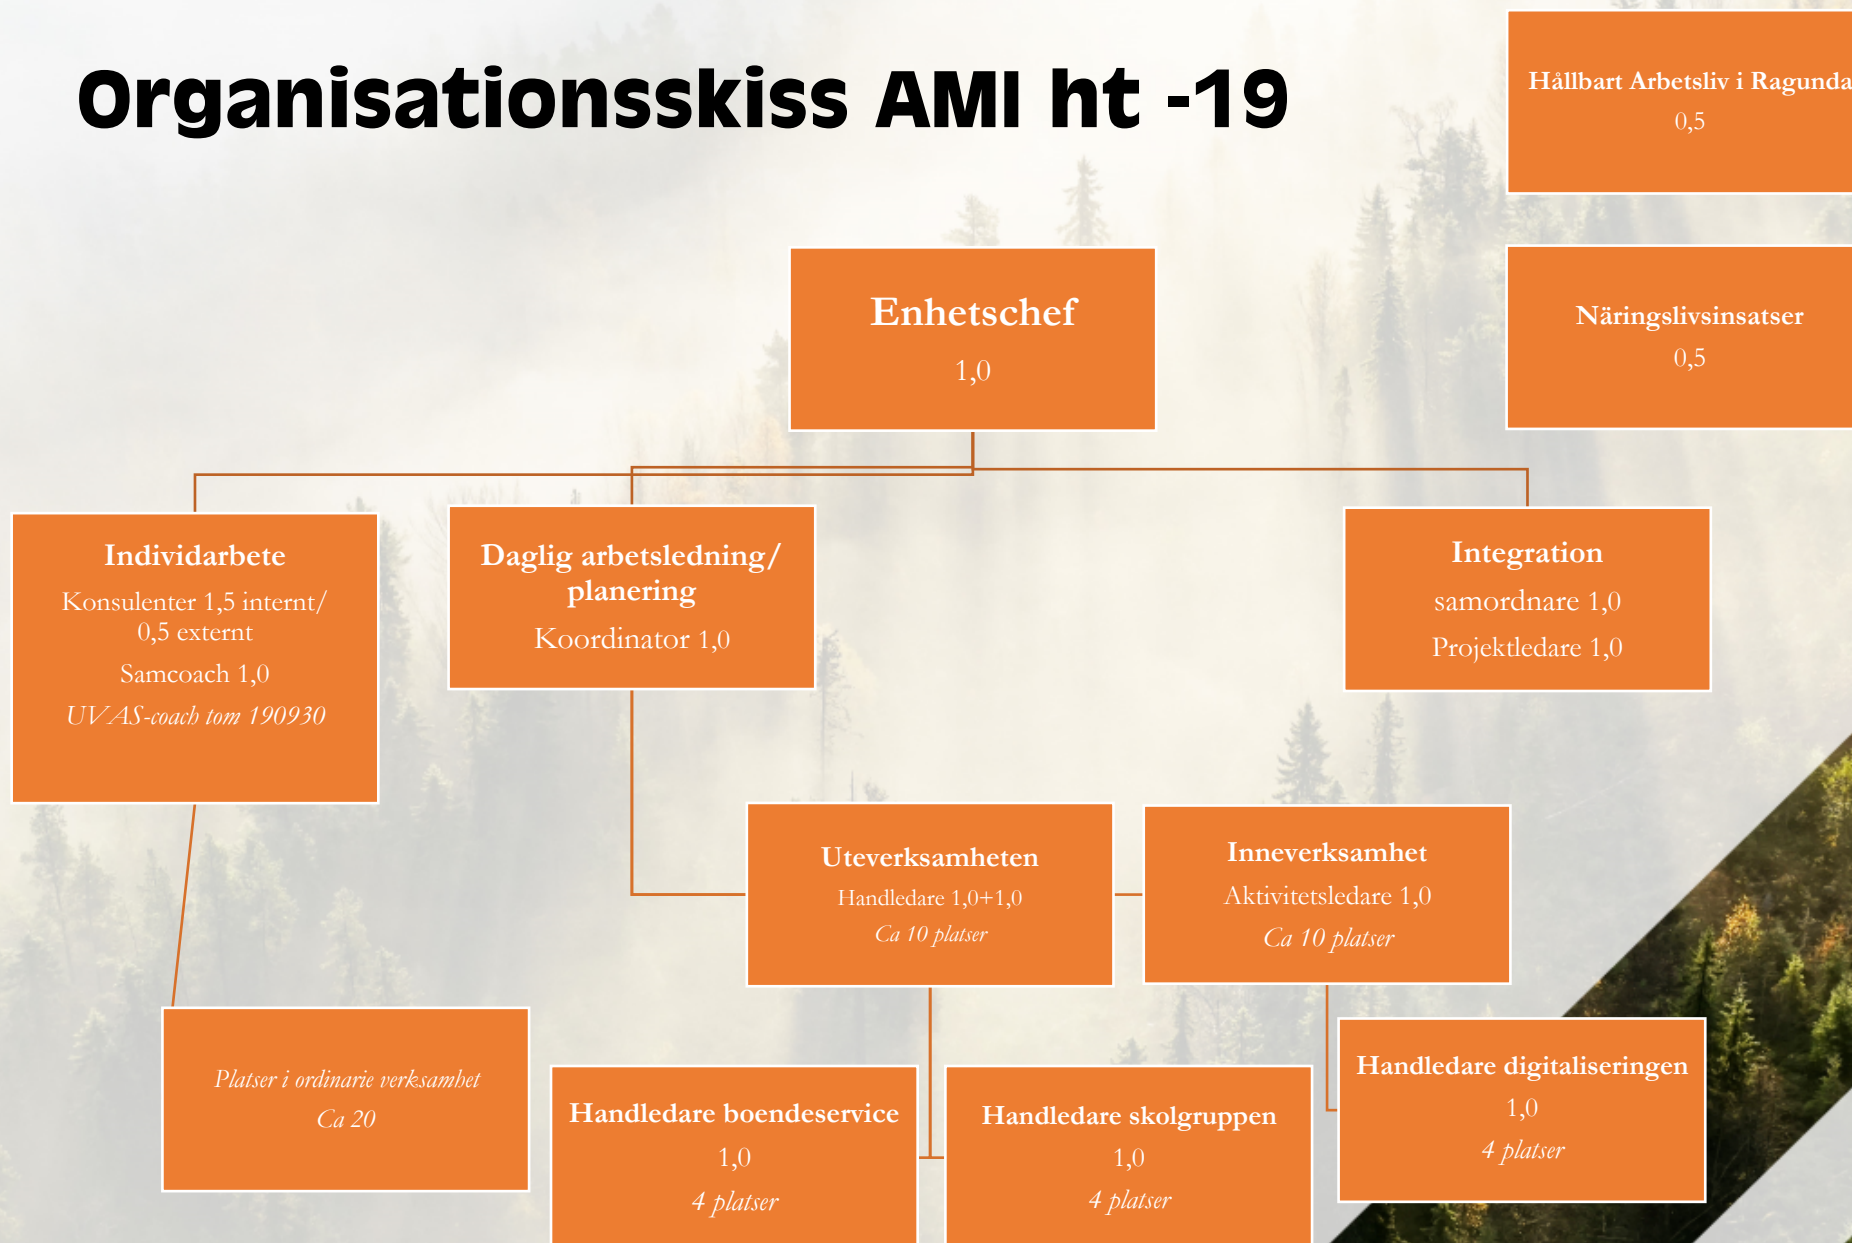 Organisationsskiss AMI ht -19
Hållbart Arbetsliv i Ragunda
0,5
Enhetschef
1,0
Näringslivsinsatser
0,5
Individarbete
Konsulenter 1,5 internt/
0,5 externt
Samcoach 1,0
UVAS-coach tom 190930
Daglig arbetsledning/
planering
Koordinator 1,0
Integration
samordnare 1,0
Projektledare 1,0
Uteverksamheten
Handledare 1,0+1,0
Ca 10 platser
Inneverksamhet
Aktivitetsledare 1,0
Ca 10 platser
Platser i ordinarie verksamhet
Ca 20
Handledare boendeservice
1,0
4 platser
Handledare skolgruppen
1,0
4 platser
Handledare digitaliseringen
1,0
4 platser